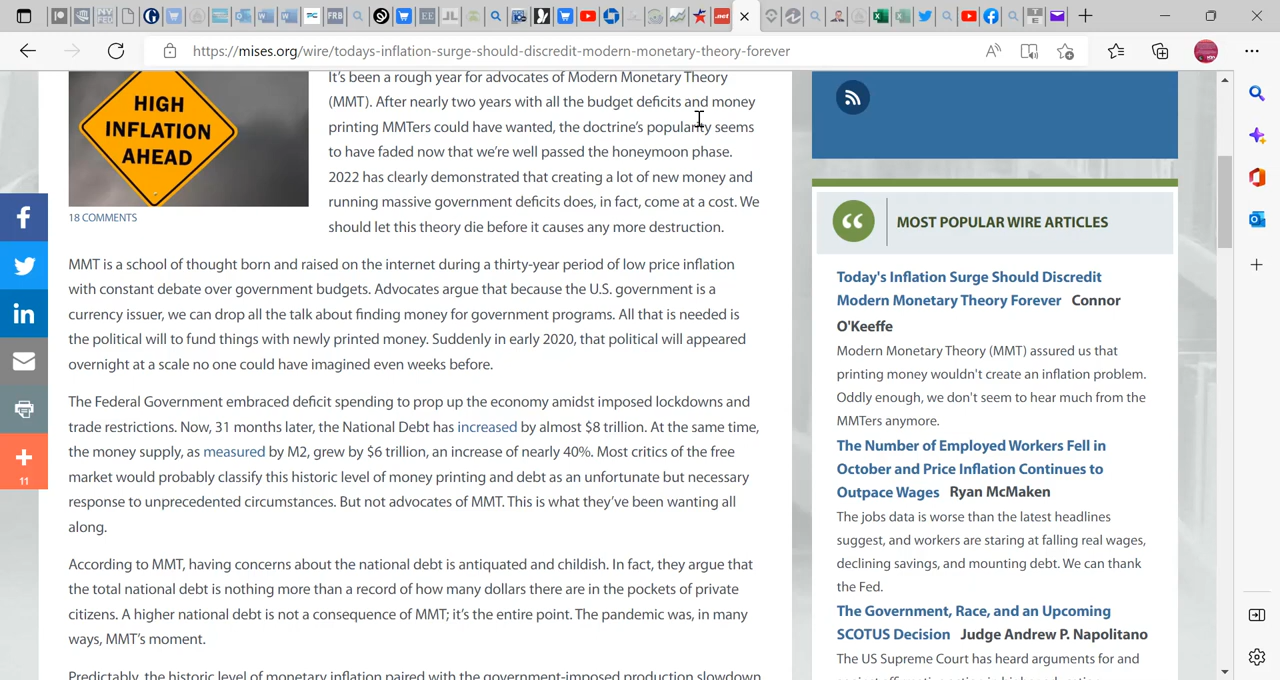 https://mises.org/wire/todays-inflation-surge-should-discredit-modern-monetary-theory-forever
HIGH
INFLATION
AHEAD
18 COMMENTS
It's been a rough year for advocates of Modern Monetary Theory
(MMT). After nearly two years with all the budget deficits and money
printing MMTers could have wanted, the doctrine's popularity seems
to have faded now that we're well passed the honeymoon phase.
2022 has clearly demonstrated that creating a lot of new money and
running massive government deficits does, in fact, come at a cost. We
should let this theory die before it causes any more destruction.
MMT is a school of thought born and raised on the internet during a thirty-year period of low price inflation
with constant debate over government budgets. Advocates argue that because the U.S. government is a
currency issuer, we can drop all the talk about finding money for government programs. All that is needed is
the political will to fund things with newly printed money. Suddenly in early 2020, that political will appeared
overnight at a scale no one could have imagined even weeks before.
The Federal Government embraced deficit spending to prop up the economy amidst imposed lockdowns and
trade restrictions. Now, 31 months later, the National Debt has increased by almost $8 trillion. At the same time,
the money supply, as measured by M2, grew by $6 trillion, an increase of nearly 40%. Most critics of the free
market would probably classify this historic level of money printing and debt as an unfortunate but necessary
response to unprecedented circumstances. But not advocates of MMT. This is what they've been wanting all
along.
According to MMT, having concerns about the national debt is antiquated and childish. In fact, they argue that
the total national debt is nothing more than a record of how many dollars there are in the pockets of private
citizens. A higher national debt is not a consequence of MMT; it's the entire point. The pandemic was, in many
ways, MMT's moment.
Predictably, the historic level of monetary inflation paired with the government-imposed production slowdown
11
MOST POPULAR WIRE ARTICLES
Today's Inflation Surge Should Discredit
Modern Monetary Theory Forever Connor
O'Keeffe
Modern Monetary Theory (MMT) assured us that
printing money wouldn't create an inflation problem.
Oddly enough, we don't seem to hear much from the
MMTers anymore.
The Number of Employed Workers Fell in
October and Price Inflation Continues to
Outpace Wages Ryan McMaken
The jobs data is worse than the latest headlines
suggest, and workers are staring at falling real wages,
declining savings, and mounting debt. We can thank
the Fed.
The Government, Race, and an Upcoming
SCOTUS Decision Judge Andrew P. Napolitano
The US Supreme Court has heard arguments for and